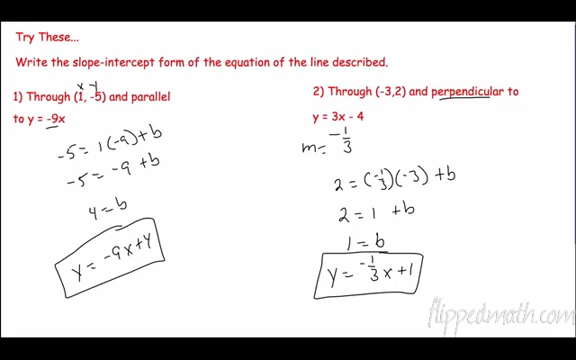 Try These...
Write the slope-intercept form of the equation of the line described.
1) Through (1, -5) and parallel
to y = -9x
x y
-5 = 1(-9) + b
-5 = -9 + b
4 = b
y = -9x + 4
2) Through (-3,2) and perpendicular to
y = 3x - 4
m = -1/3
2 = (-1/3)(-3) + b
2 = 1 + b
1 = b
y = -1/3 x + 1
flippedmath.com